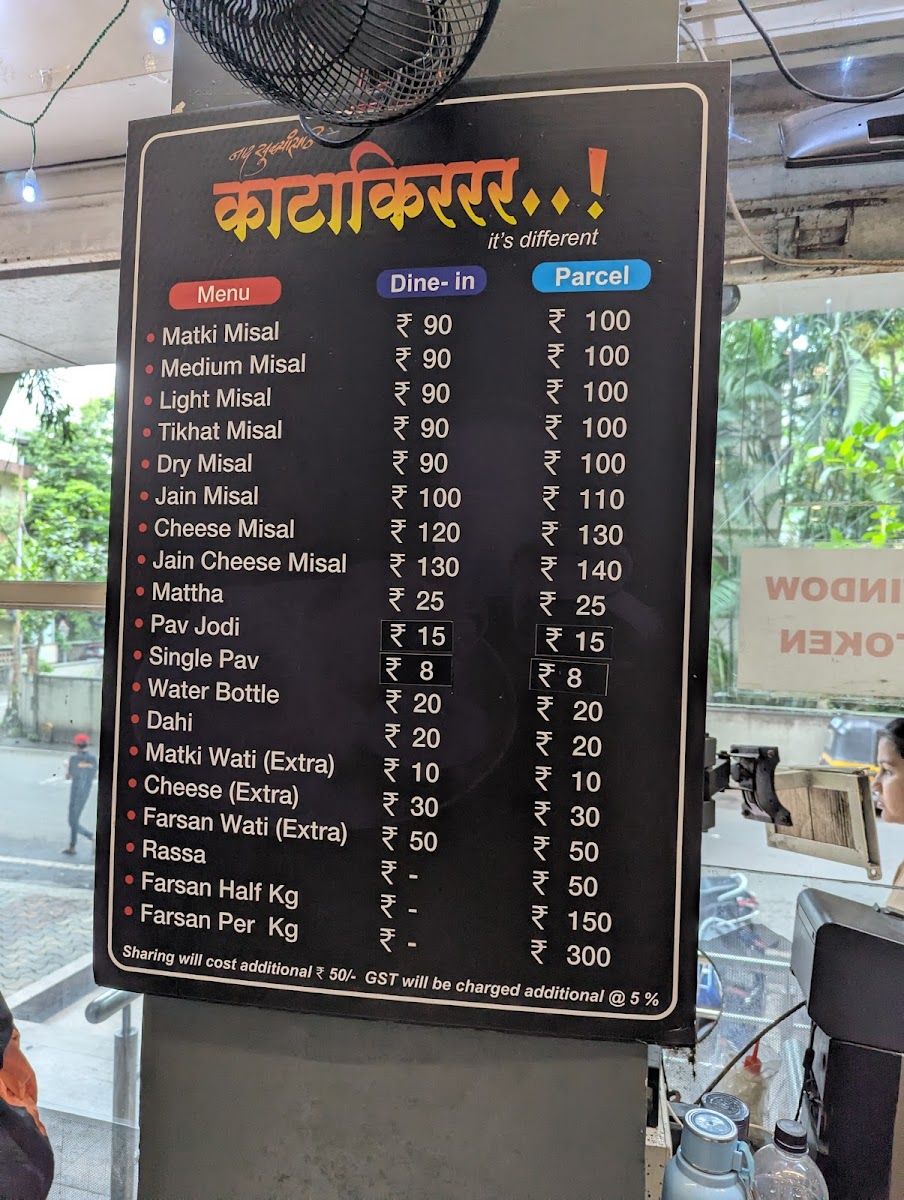 काटाकिररर..!
it's different
Menu Dine- in Parcel
• Matki Misal ₹ 90 ₹ 100
• Medium Misal ₹ 90 ₹ 100
• Light Misal ₹ 90 ₹ 100
• Tikhat Misal ₹ 90 ₹ 100
• Dry Misal ₹ 90 ₹ 100
• Jain Misal ₹ 100 ₹ 110
• Cheese Misal ₹ 120 ₹ 130
• Jain Cheese Misal ₹ 130 ₹ 140
• Mattha ₹ 25 ₹ 25
• Pav Jodi ₹ 15 ₹ 15
• Single Pav ₹ 8 ₹ 8
• Water Bottle ₹ 20 ₹ 20
• Dahi ₹ 20 ₹ 20
• Matki Wati (Extra) ₹ 10 ₹ 10
• Cheese (Extra) ₹ 30 ₹ 30
• Farsan Wati (Extra) ₹ 50 ₹ 50
• Rassa ₹ - ₹ 50
• Farsan Half Kg ₹ - ₹ 150
• Farsan Per Kg ₹ - ₹ 300
Sharing will cost additional ₹ 50/- GST will be charged additional @ 5 %
INDOW
TOKEN